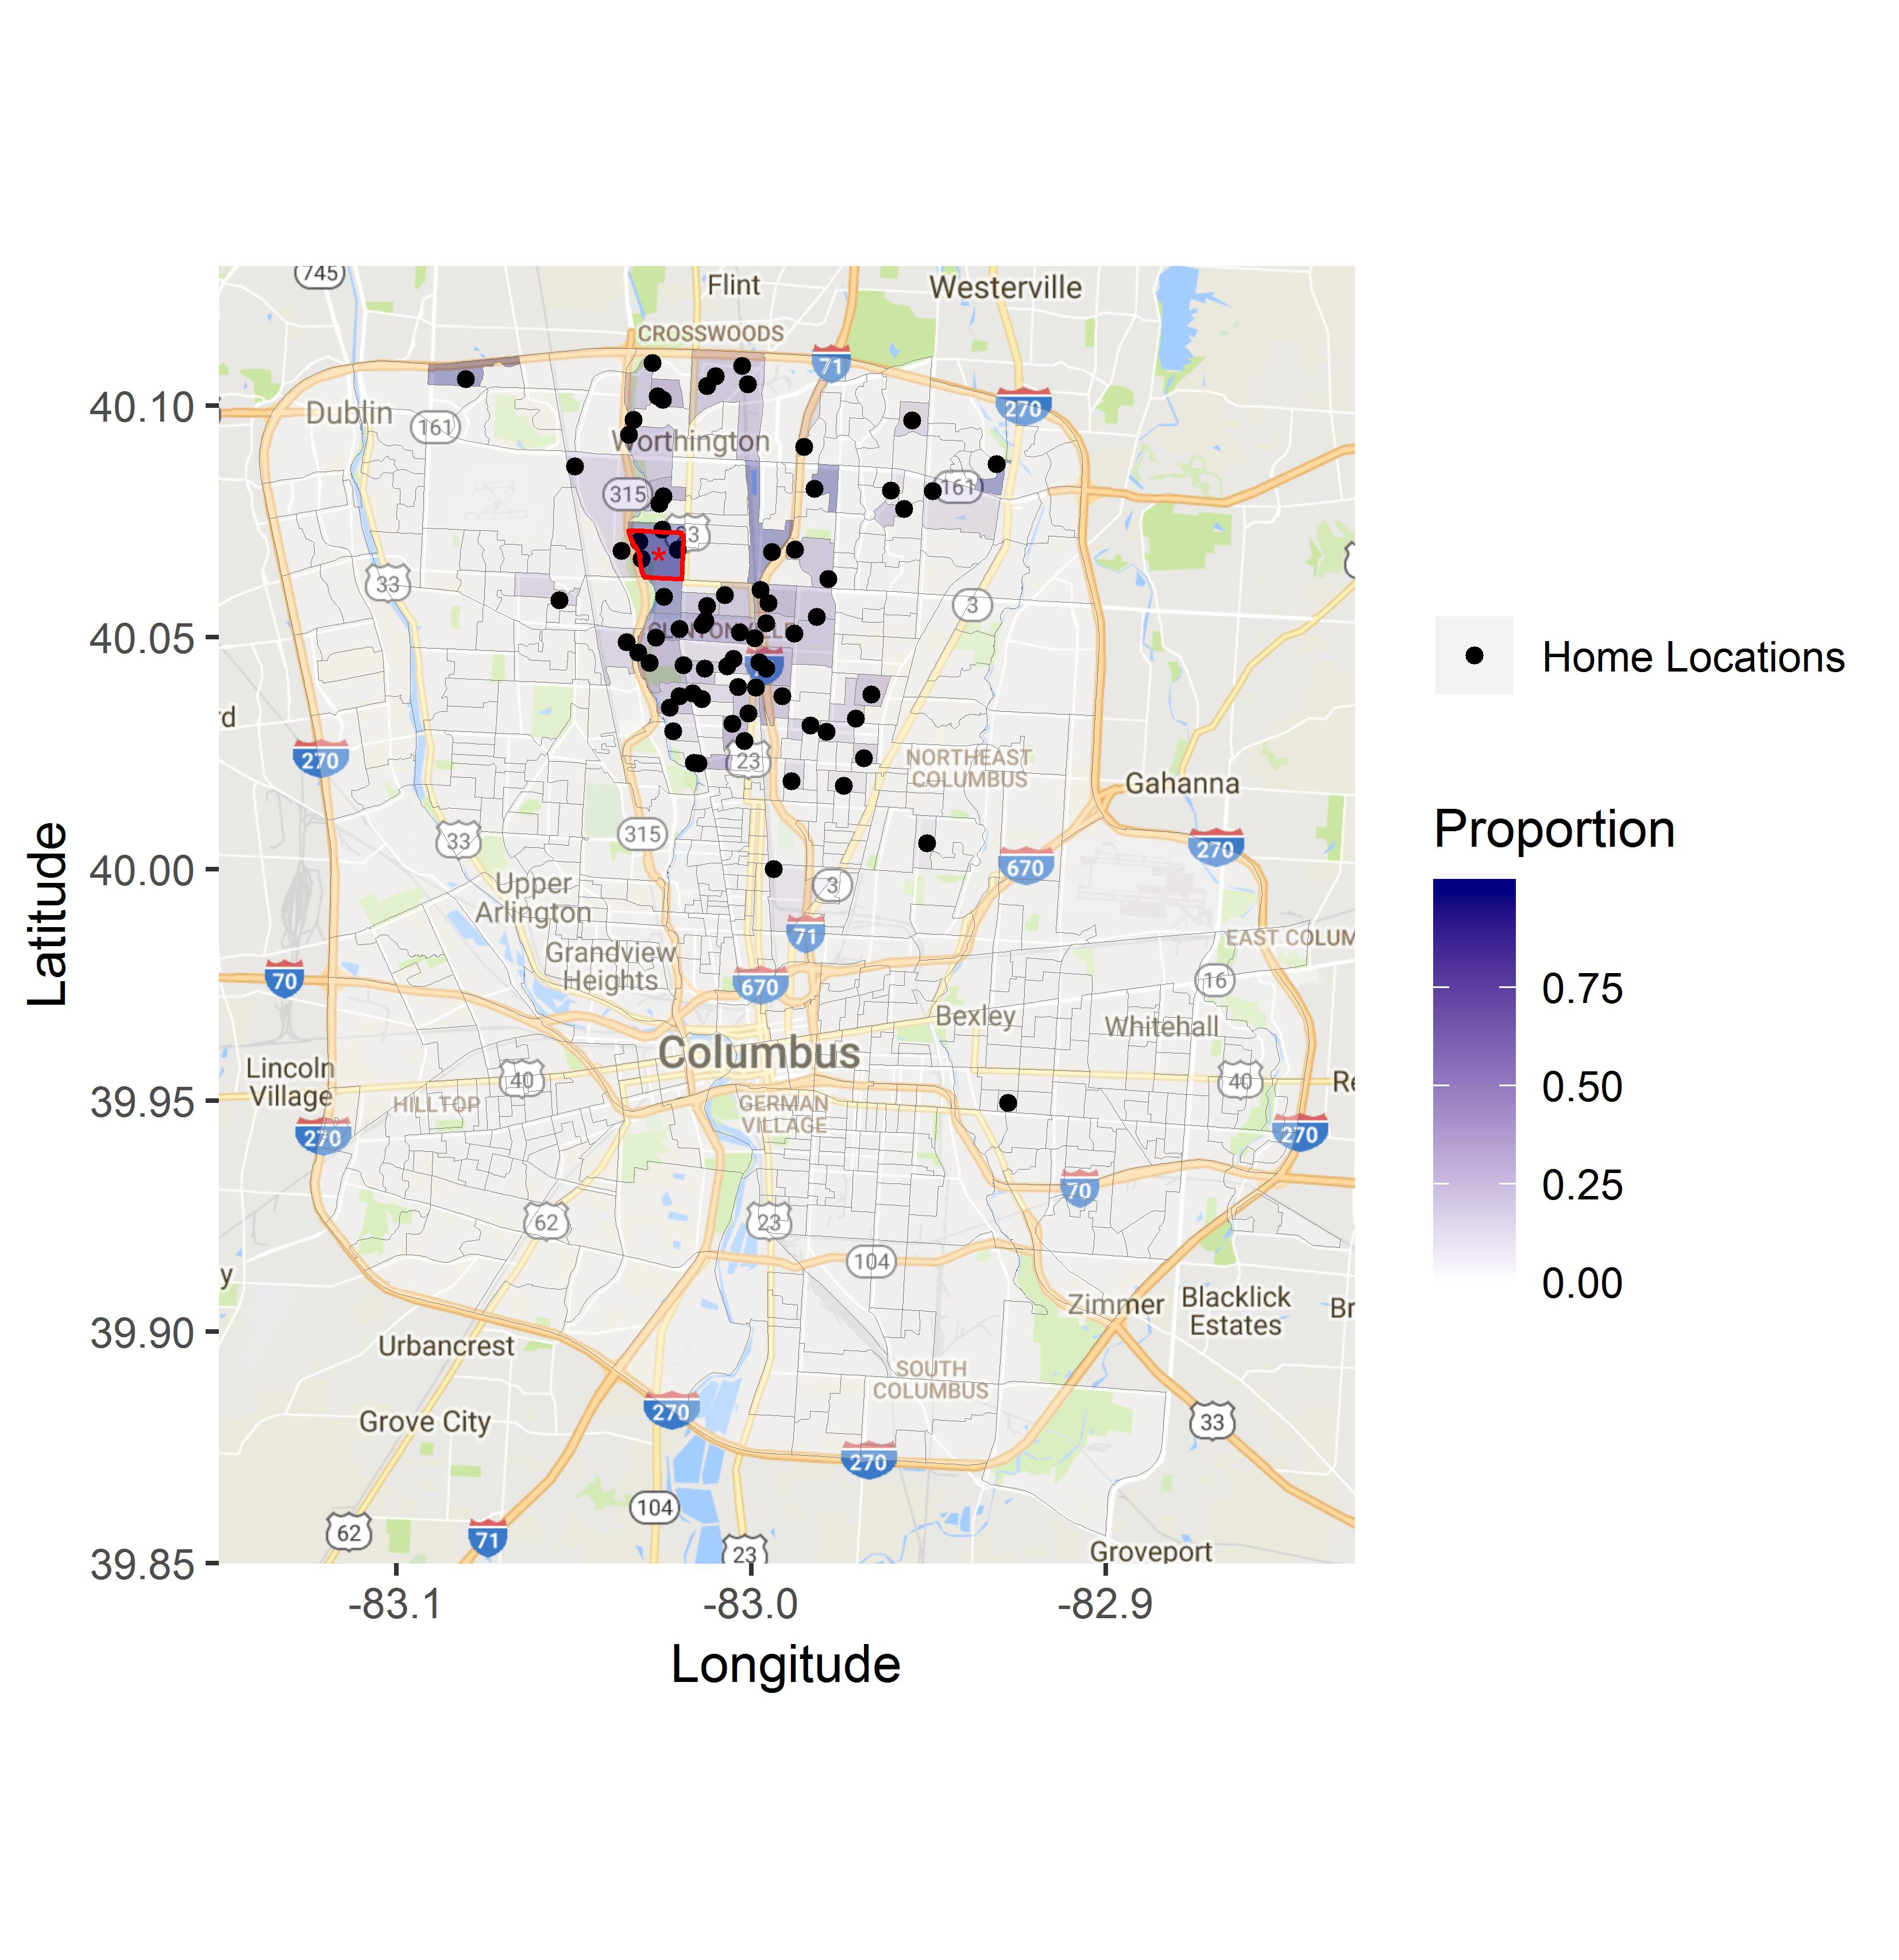 745
Flint
Westerville
CROSSWOODS
71
40.10
Dublin
161
270
Worthington
315
161
33
3
40.05
CLINTONVILLE
rd
270
23
NORTHEAST
COLUMBUS
Gahanna
33
315
270
40.00
670
3
Upper
Arlington
71
EAST COLUM
Grandview
Heights
70
670
16
Bexley
Whitehall
Columbus
Lincoln
Village
40
40
Re
39.95
HILLTOP
GERMAN
VILLAGE
270
270
70
62
23
104
y
Zimmer
Blacklick
Estates
Br
39.90
Urbancrest
SOUTH
COLUMBUS
270
Grove City
33
270
104
62
71
23
Groveport
39.85
-83.1
-83.0
-82.9
Longitude
Latitude
Home Locations
Proportion
0.75
0.50
0.25
0.00